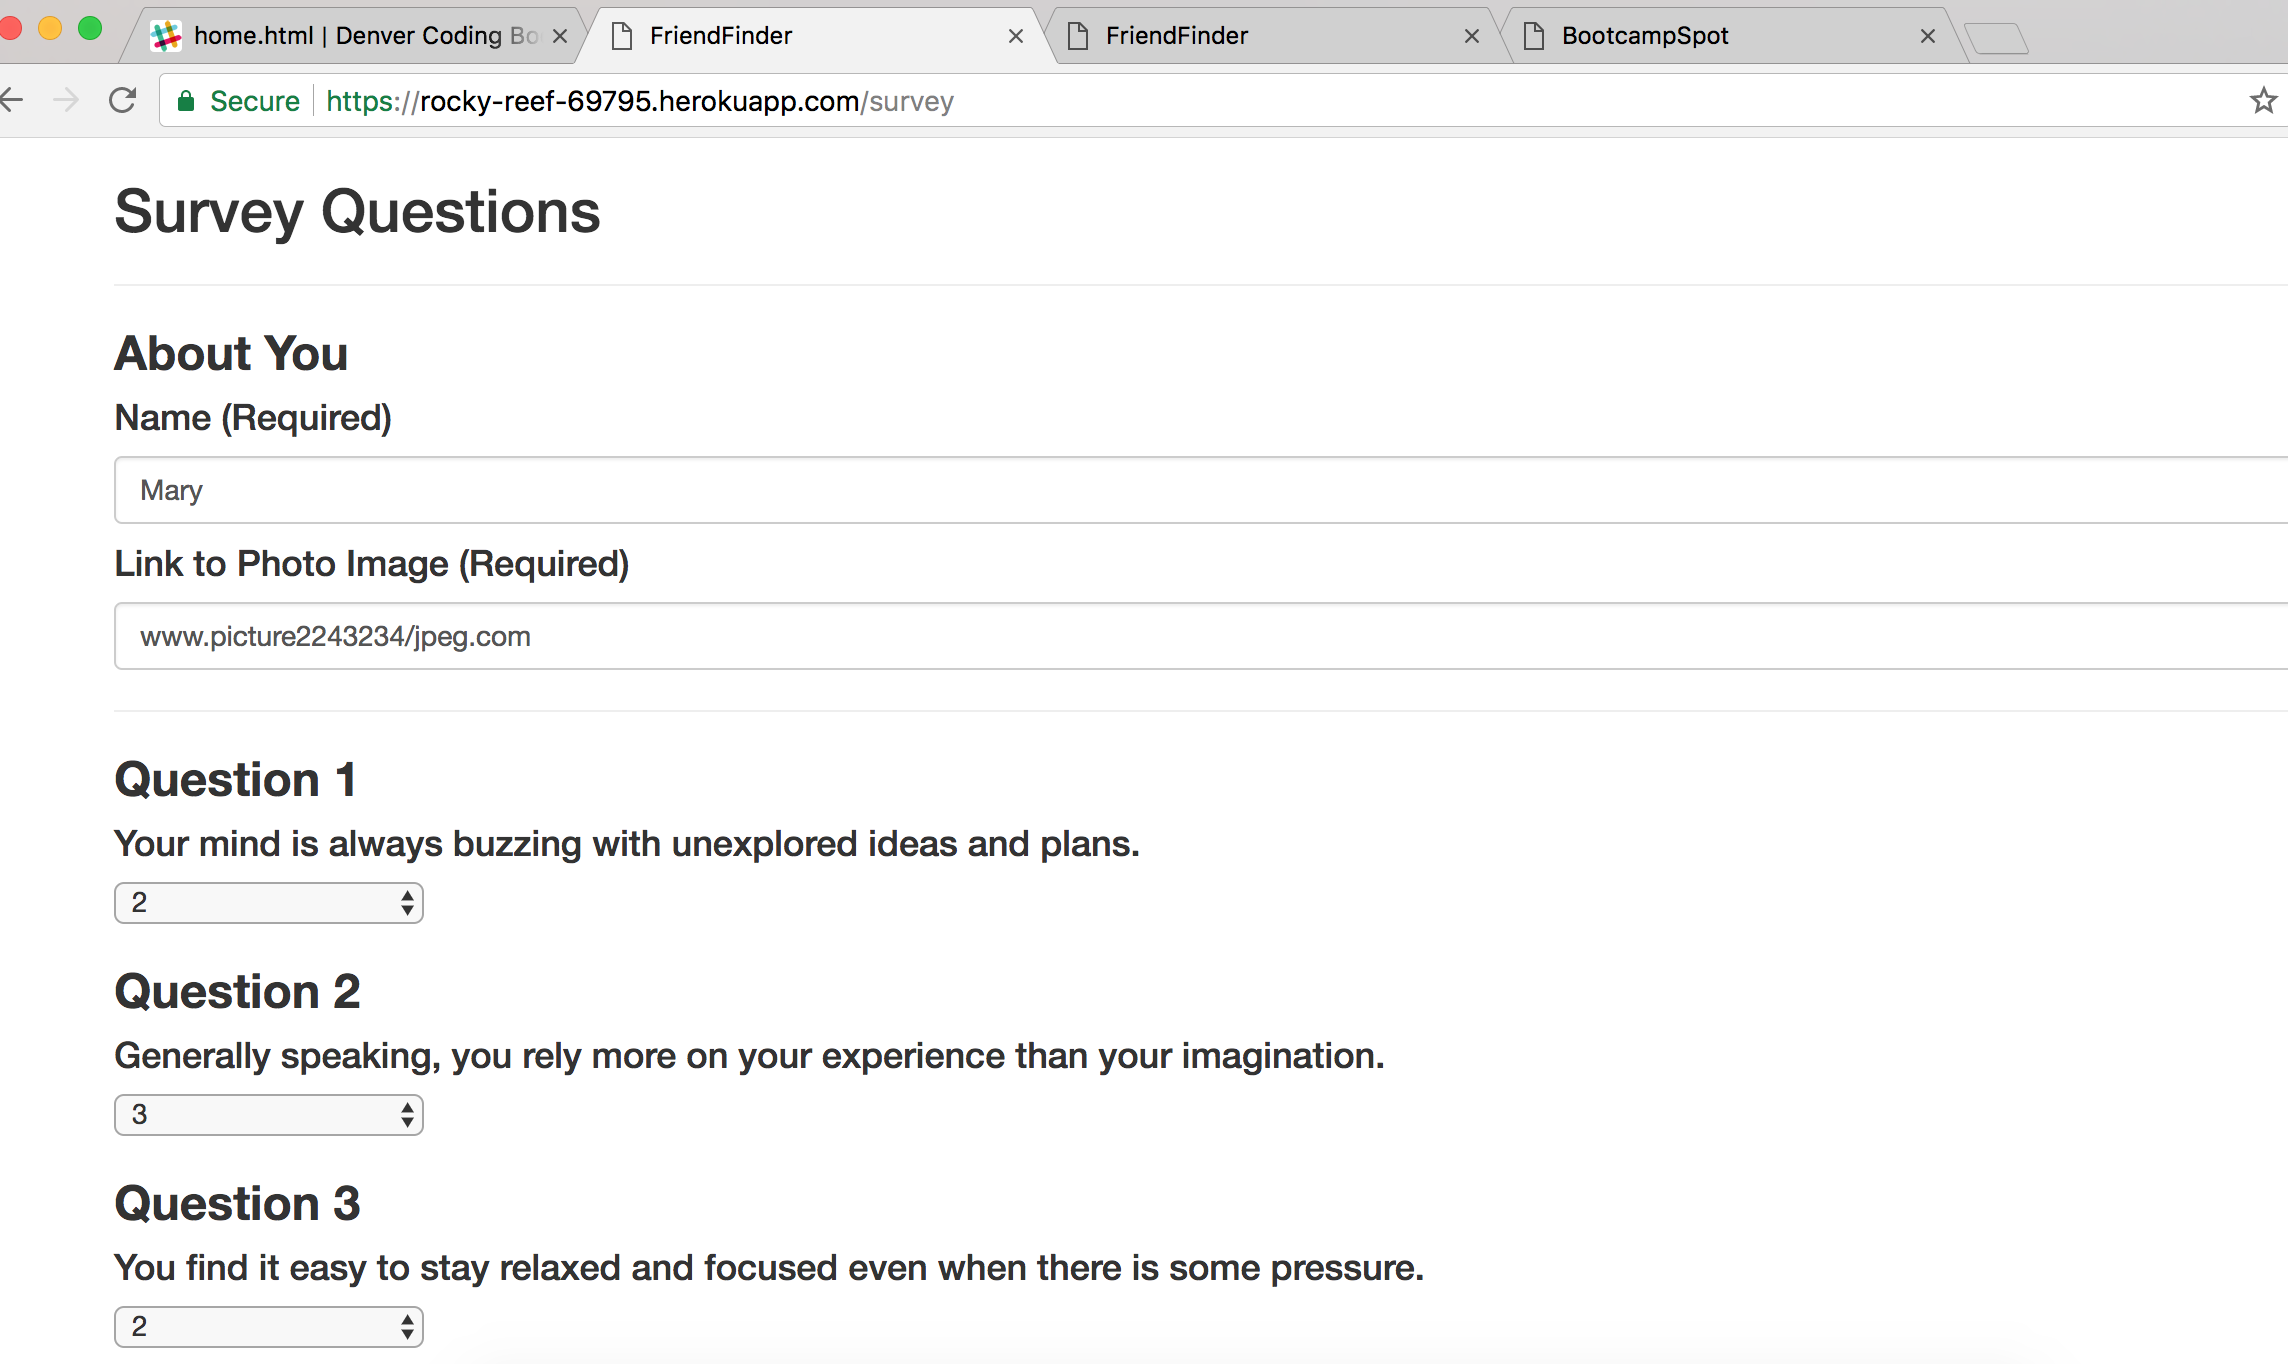 home.html | Denver Coding Bo
FriendFinder
FriendFinder
BootcampSpot
Secure
https://rocky-reef-69795.herokuapp.com/survey
Survey Questions
About You
Name (Required)
Mary
Link to Photo Image (Required)
www.picture2243234/jpeg.com
Question 1
Your mind is always buzzing with unexplored ideas and plans.
2
Question 2
Generally speaking, you rely more on your experience than your imagination.
3
Question 3
You find it easy to stay relaxed and focused even when there is some pressure.
2